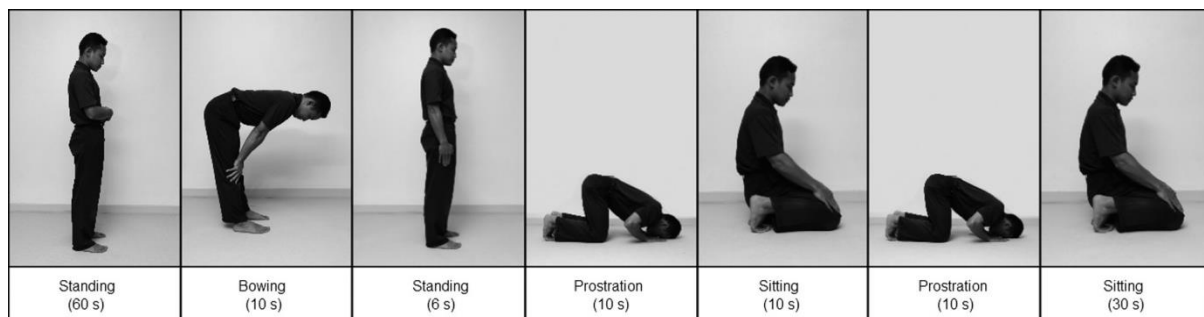 Standing
(60 s)
Bowing
(10 s)
Standing
(6 s)
Prostration
(10 s)
Sitting
(10 s)
Prostration
(10 s)
Sitting
(30 s)